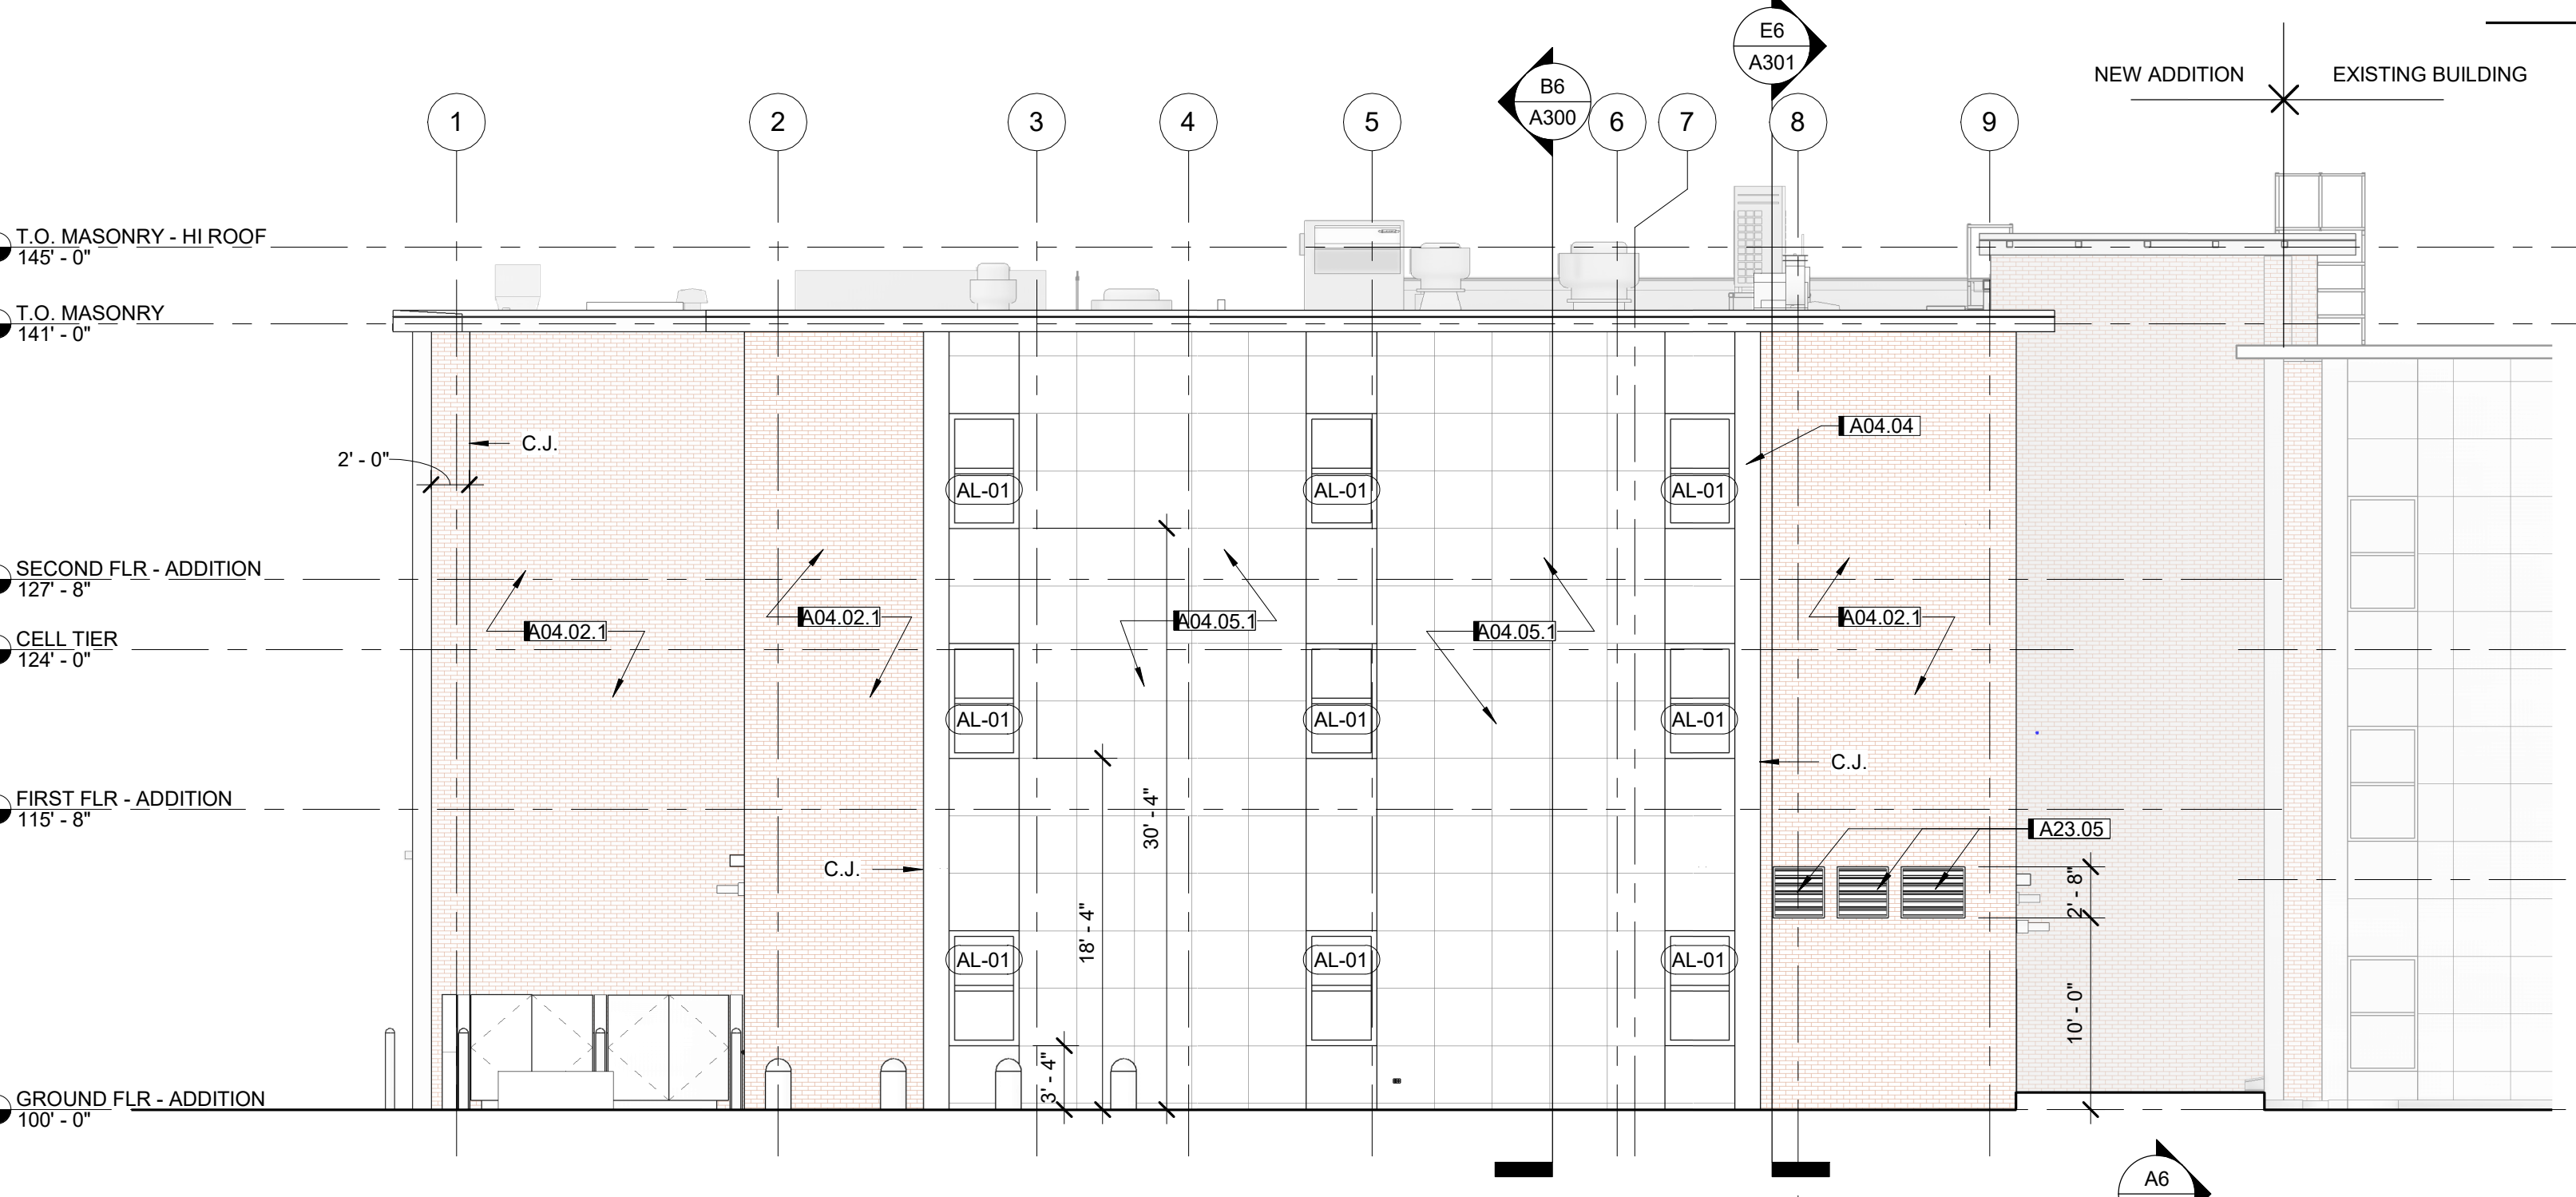 E6
A301
NEW ADDITION
EXISTING BUILDING
B6
A300
1
2
3
4
5
6
7
8
9
T.O. MASONRY - HI ROOF
145' - 0"
T.O. MASONRY
141' - 0"
A04.04
C.J.
2' - 0"
AL-01
AL-01
AL-01
SECOND FLR - ADDITION
127' - 8"
A04.02.1
A04.02.1
A04.05.1
A04.05.1
A04.02.1
CELL TIER
124' - 0"
AL-01
AL-01
AL-01
C.J.
FIRST FLR - ADDITION
115' - 8"
30' - 4"
A23.05
C.J.
2' - 8"
18' - 4"
AL-01
AL-01
AL-01
10' - 0"
3' - 4"
GROUND FLR - ADDITION
100' - 0"
A6